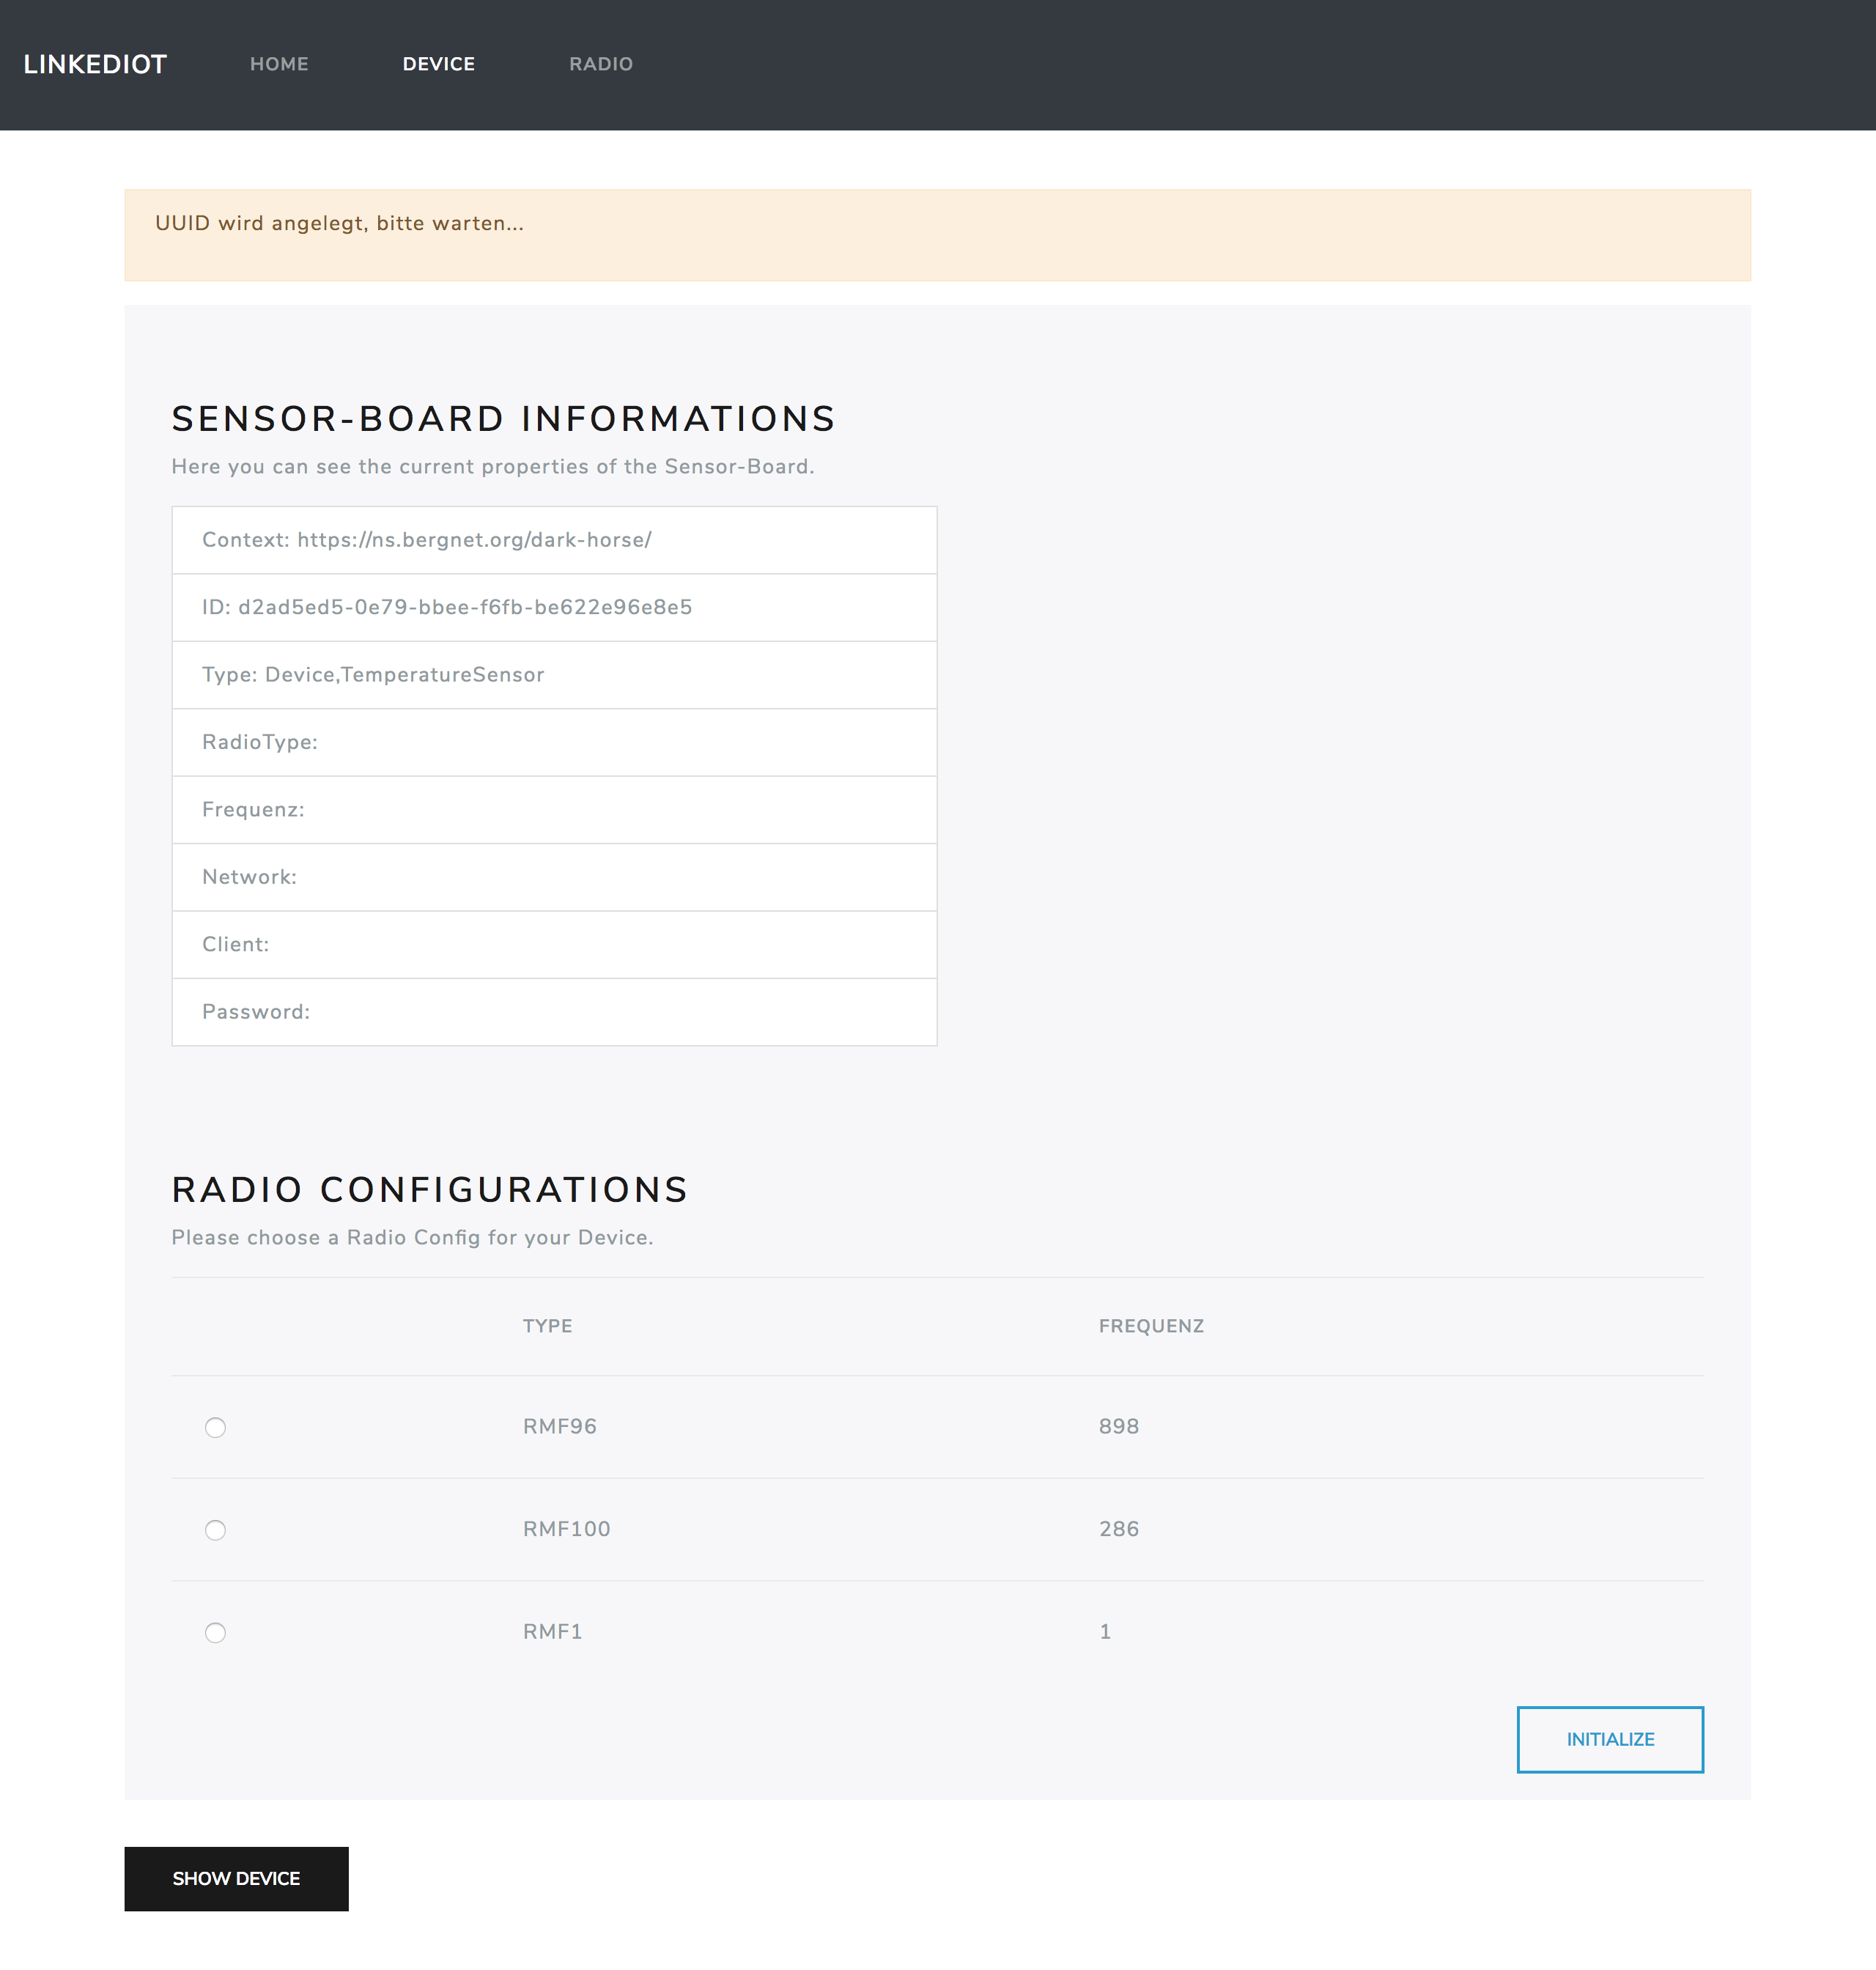 LINKEDIOT HOME DEVICE RADIO
UUID wird angelegt, bitte warten...
SENSOR-BOARD INFORMATIONS
Here you can see the current properties of the Sensor-Board.
Context: https://ns.bergnet.org/dark-horse/
ID: d2ad5ed5-0e79-bbee-f6fb-be622e96e8e5
Type: Device,TemperatureSensor
RadioType:
Frequenz:
Network:
Client:
Password:
RADIO CONFIGURATIONS
Please choose a Radio Config for your Device.
TYPE FREQUENZ
RMF96 898
RMF100 286
RMF1 1
INITIALIZE
SHOW DEVICE